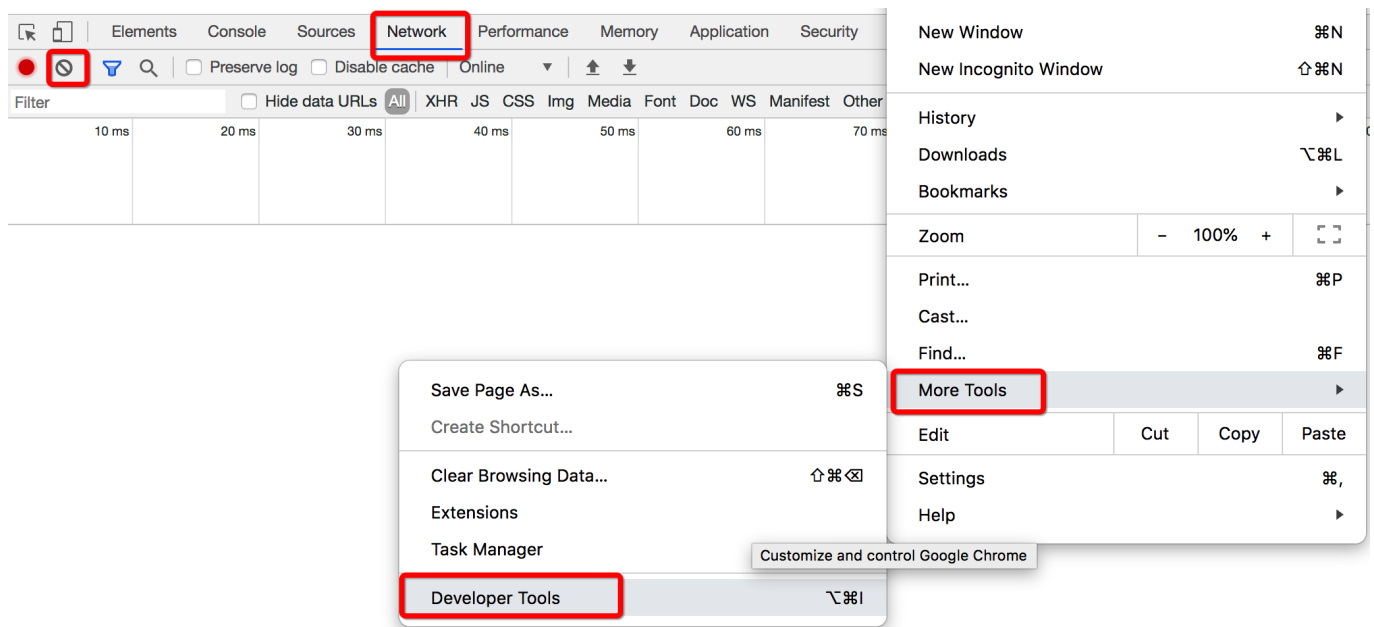 Elements Console Sources Network Performance Memory Application Security
Preserve log Disable cache Online ▼
Filter Hide data URLs All XHR JS CSS Img Media Font Doc WS Manifest Other
10 ms 20 ms 30 ms 40 ms 50 ms 60 ms 70 ms
New Window ⌘N
New Incognito Window ⇧⌘N
History ▶
Downloads ⌥⌘L
Bookmarks ▶
Zoom - 100% +
Print... ⌘P
Cast...
Find... ⌘F
More Tools ▶
Edit Cut Copy Paste
Settings ⌘,
Help ▶
Save Page As... ⌘S
Create Shortcut...
Clear Browsing Data... ⇧⌘⌫
Extensions
Task Manager
Developer Tools ⌥⌘I
Customize and control Google Chrome